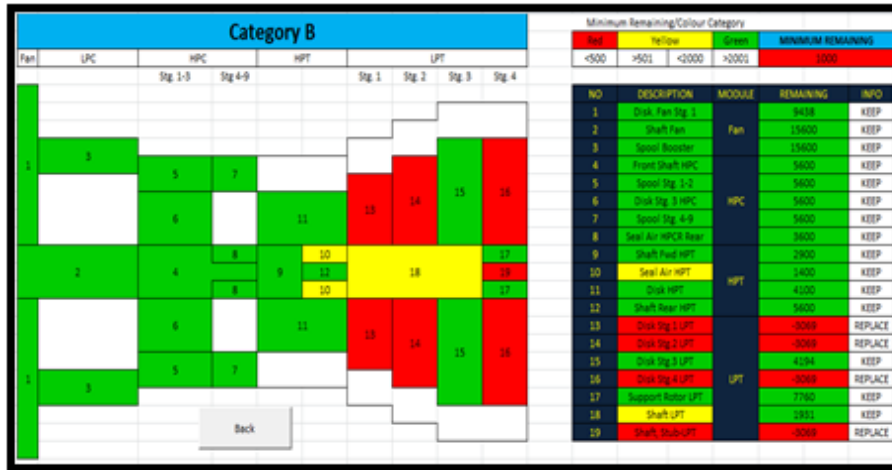 Category B
Fan LPC HPC HPT LPT
Stg. 1-3 Stg 4-9 Stg. 1 Stg. 2 Stg. 3 Stg. 4
1
3
5 7
6
11
13
14
15
16
2
4
8
9
10
12
8
10
18
17
19
17
6
11
13
14
15
16
5 7
1
3
Back
Minimum Remaining/Colour Category
Red Yellow Green MINIMUM REMAINING
<500 >501 <2000 >2001 1000
NO DESCRIPTION MODULE REMAINING INFO
1 Disk, Fan Stg. 1 9438 KEEP
2 Shaft Fan Fan 15600 KEEP
3 Spool Booster 15600 KEEP
4 Front Shaft HPC 5600 KEEP
5 Spool Stg. 1-2 5600 KEEP
6 Disk Stg. 3 HPC HPC 5600 KEEP
7 Spool Stg. 4-9 5600 KEEP
8 Seal Air HPCR Rear KEEP
9 Shaft Fwd HPT 2900 KEEP
10 Seal Air HPT HPT 1400 KEEP
11 Disk HPT 4100 KEEP
12 Shaft Rear HPT 5600 KEEP
13 Disk Stg.1 LPT -3069 REPLACE
14 Disk Stg.2 LPT -3069 REPLACE
15 Disk Stg.3 LPT 4194 KEEP
16 Disk Stg.4 LPT LPT -3069 REPLACE
17 Support Rotor LPT 7760 KEEP
18 Shaft LPT 1931 KEEP
19 Shaft, Stub-LPT -3069 REPLACE